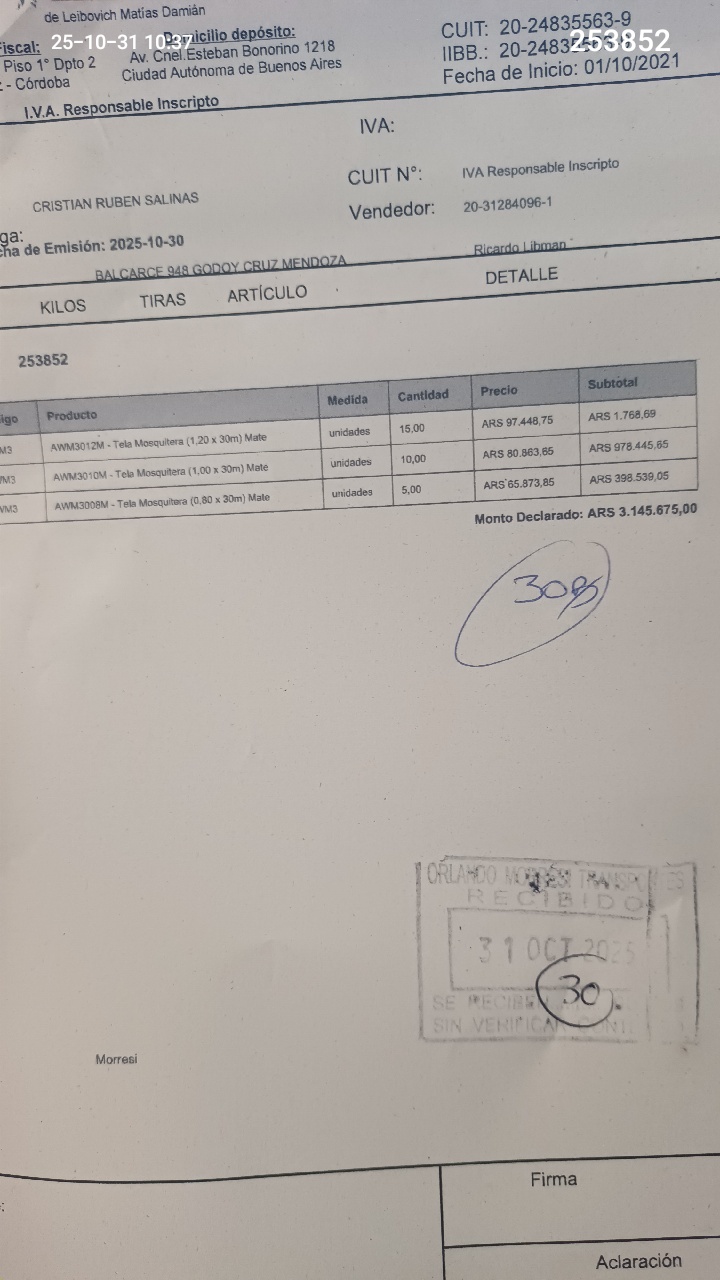 de Leibovich Matías Damián
Fiscal:
Piso 1° Dpto 2
- Córdoba
25-10-31 10:37
Domicilio depósito:
Av. Cnel.Esteban Bonorino 1218
Ciudad Autónoma de Buenos Aires
CUIT: 20-24835563-9
IIBB.:
253852
Fecha de Inicio: 01/10/2021
I.V.A. Responsable Inscripto
IVA:
CUIT N°: IVA Responsable Inscripto
CRISTIAN RUBEN SALINAS
Vendedor: 20-31284096-1
ga:
ha de Emisión: 2025-10-30
Ricardo Libman
BALCARCE 948 GODOY CRUZ MENDOZA
KILOS TIRAS ARTÍCULO DETALLE
253852
igo Producto Medida Cantidad Precio Subtotal
M3 AWM3012M - Tela Mosquitera (1,20 x 30m) Mate unidades 15,00 ARS 97.448,75 ARS 1.768,69
M3 AWM3010M - Tela Mosquitera (1,00 x 30m) Mate unidades 10,00 ARS 80.863,65 ARS 978.445,65
VM3 AWM3008M - Tela Mosquitera (0,80 x 30m) Mate unidades 5,00 ARS 65.873,85 ARS 398.539,05
Monto Declarado: ARS 3.145.675,00
ORLANDO MORRESI
RECIBIDO
31 OCT 2025
30
SE RECIBE
SIN VERIFICAR CONT
Morresi
Firma
Aclaración